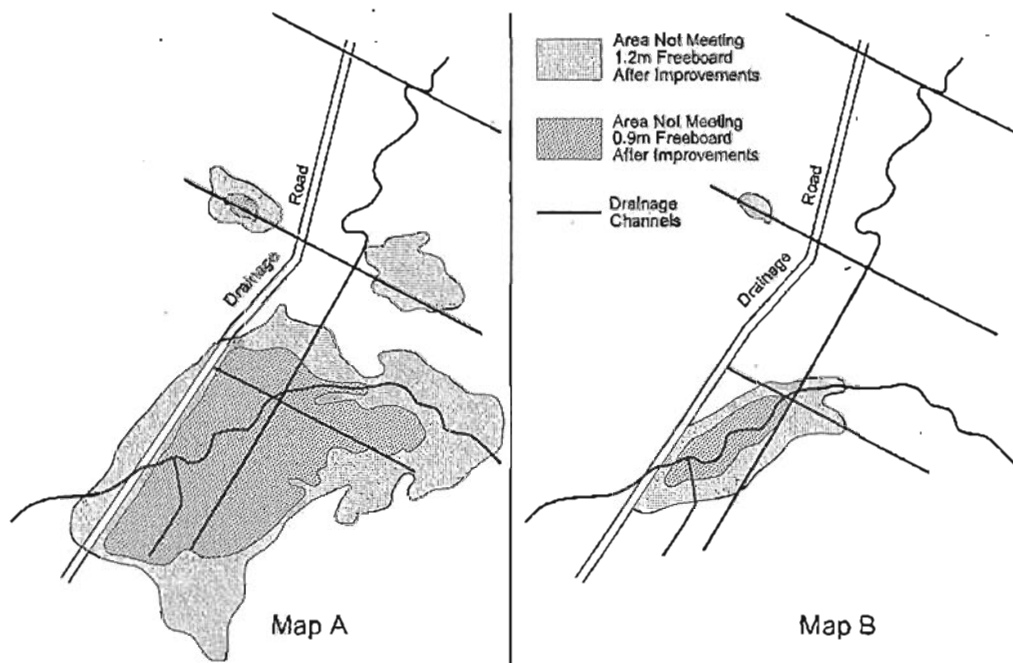 Road
Drainage
Map A
Area Not Meeting
1.2m Freeboard
After Improvements
Area Not Meeting
0.9m Freeboard
After Improvements
Drainage
Channels
Road
Drainage
Map B